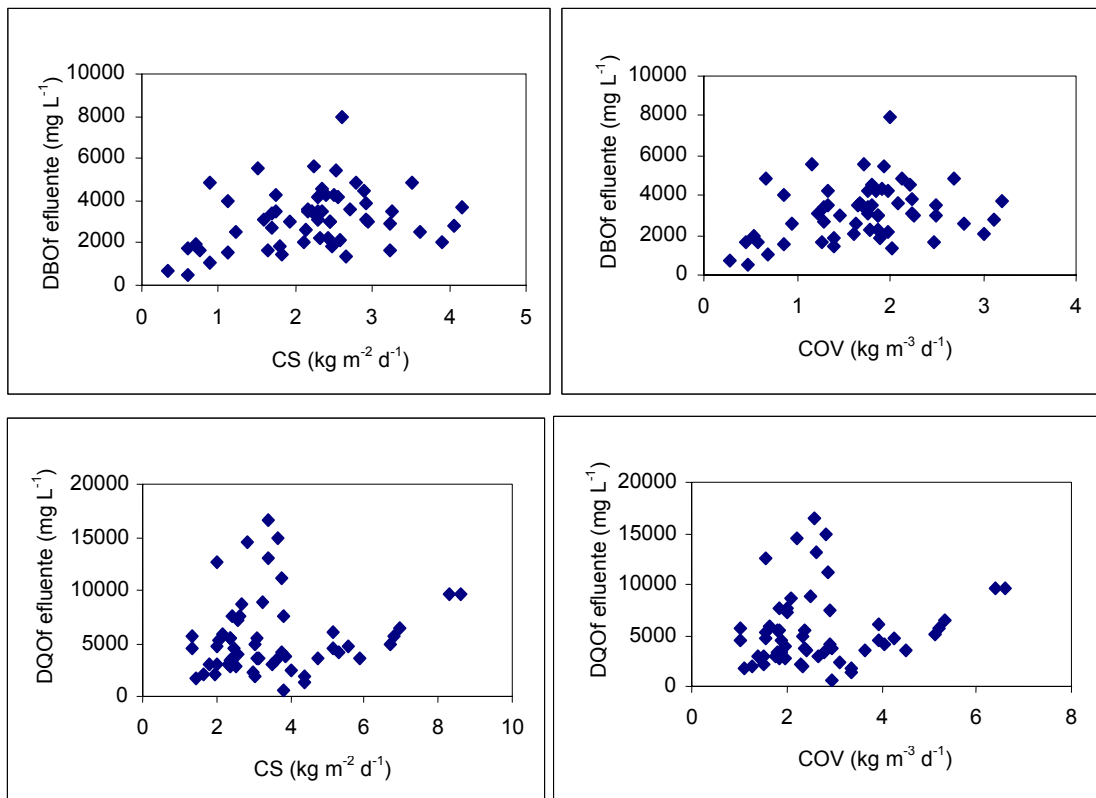 DBOf efluente (mg L⁻¹)
10000
8000
6000
4000
2000
0
0 1 2 3 4 5
CS (kg m⁻² d⁻¹)
DBOf efluente (mg L⁻¹)
10000
8000
6000
4000
2000
0
0 1 2 3 4
COV (kg m⁻³ d⁻¹)
DQOf efluente (mg L⁻¹)
20000
15000
10000
5000
0
0 2 4 6 8 10
CS (kg m⁻² d⁻¹)
DQOf efluente (mg L⁻¹)
20000
15000
10000
5000
0
0 2 4 6 8
COV (kg m⁻³ d⁻¹)